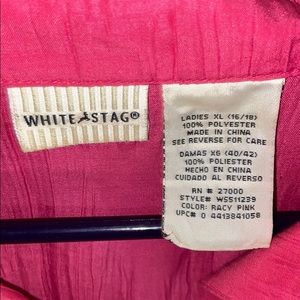 WHITE STAG®
LADIES XL (16/18)
100% POLYESTER
MADE IN CHINA
SEE REVERSE FOR CARE
DAMAS XG (40/42)
100% POLIESTER
HECHO EN CHINA
CUIDADO AL REVERSO
RN # 27000
STYLE# WS511239
COLOR: RACY PINK
UPC# 0 4413841058